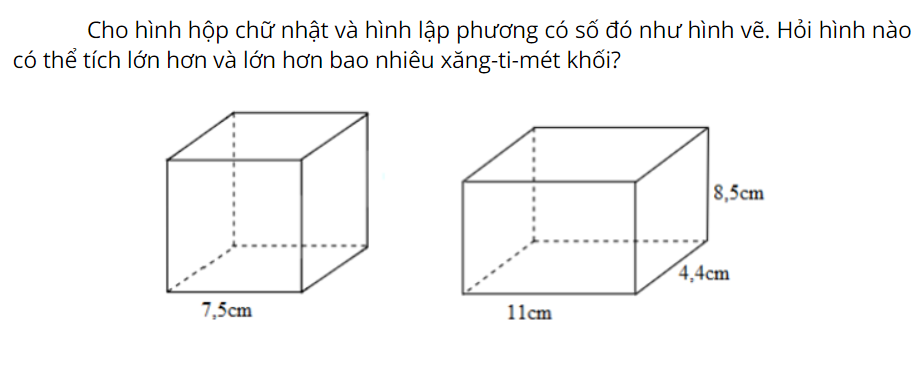 Cho hình hộp chữ nhật và hình lập phương có số đó như hình vẽ. Hỏi hình nào
có thể tích lớn hơn và lớn hơn bao nhiêu xăng-ti-mét khối?
8,5cm
4,4cm
7,5cm
11cm